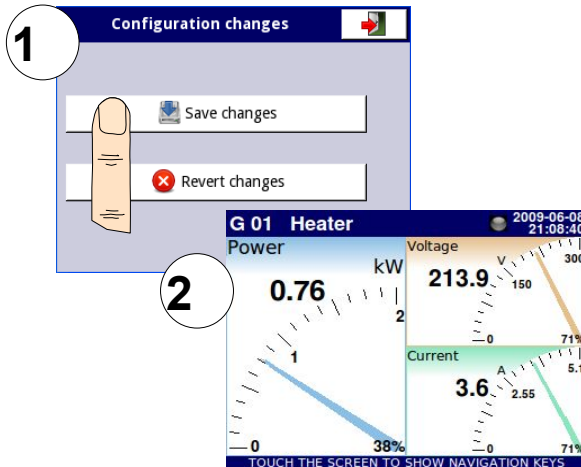 1
Configuration changes
Save changes
Revert changes
2
G 01 Heater
2009-06-08
21:08:40
Power
kW
0.76
2
1
0
38%
Voltage
V
213.9
150
300
0
71%
Current
A
3.6
2.55
5.1
0
71%
TOUCH THE SCREEN TO SHOW NAVIGATION KEYS